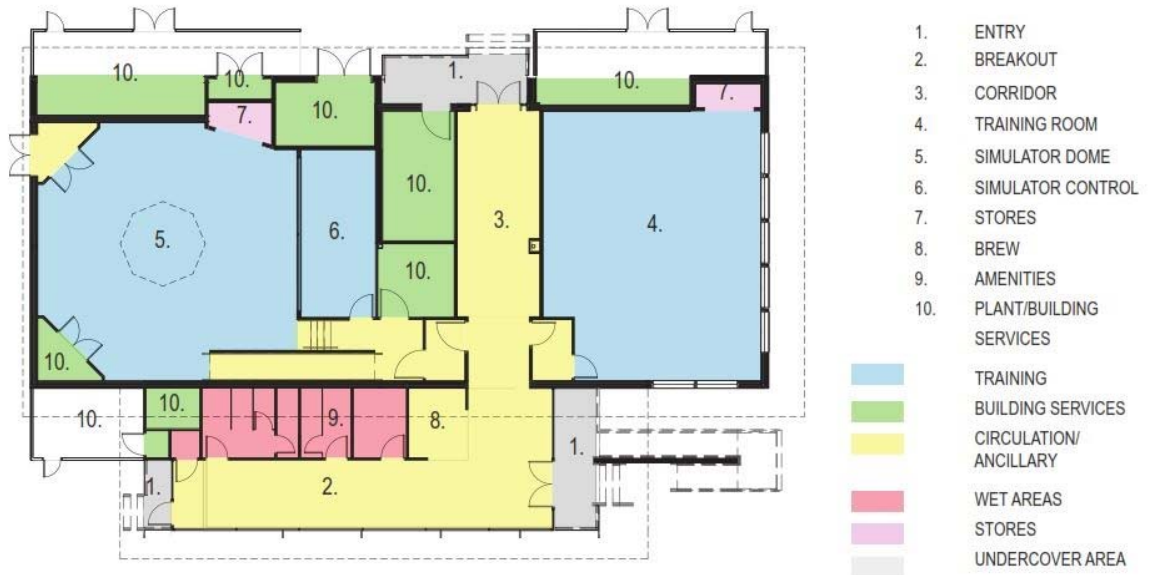 10.
10.
10.
7.
1.
10.
7.
10.
3.
4.
5.
6.
10.
10.
10.
10.
8.
9.
1.
2.
1.
1. ENTRY
2. BREAKOUT
3. CORRIDOR
4. TRAINING ROOM
5. SIMULATOR DOME
6. SIMULATOR CONTROL
7. STORES
8. BREW
9. AMENITIES
10. PLANT/BUILDING
SERVICES
TRAINING
BUILDING SERVICES
CIRCULATION/
ANCILLARY
WET AREAS
STORES
UNDERCOVER AREA